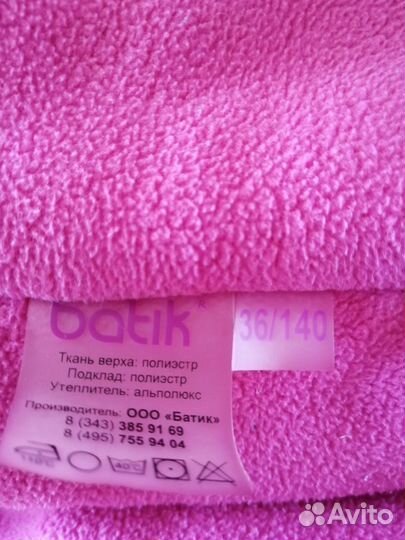 batik®
36/140
Ткань верха: полиэстр
Подклад: полиэстр
Утеплитель: альполюкс
Производитель: ООО «Батик»
8 (343) 385 91 69
8 (495) 755 94 04
40°C
Avito